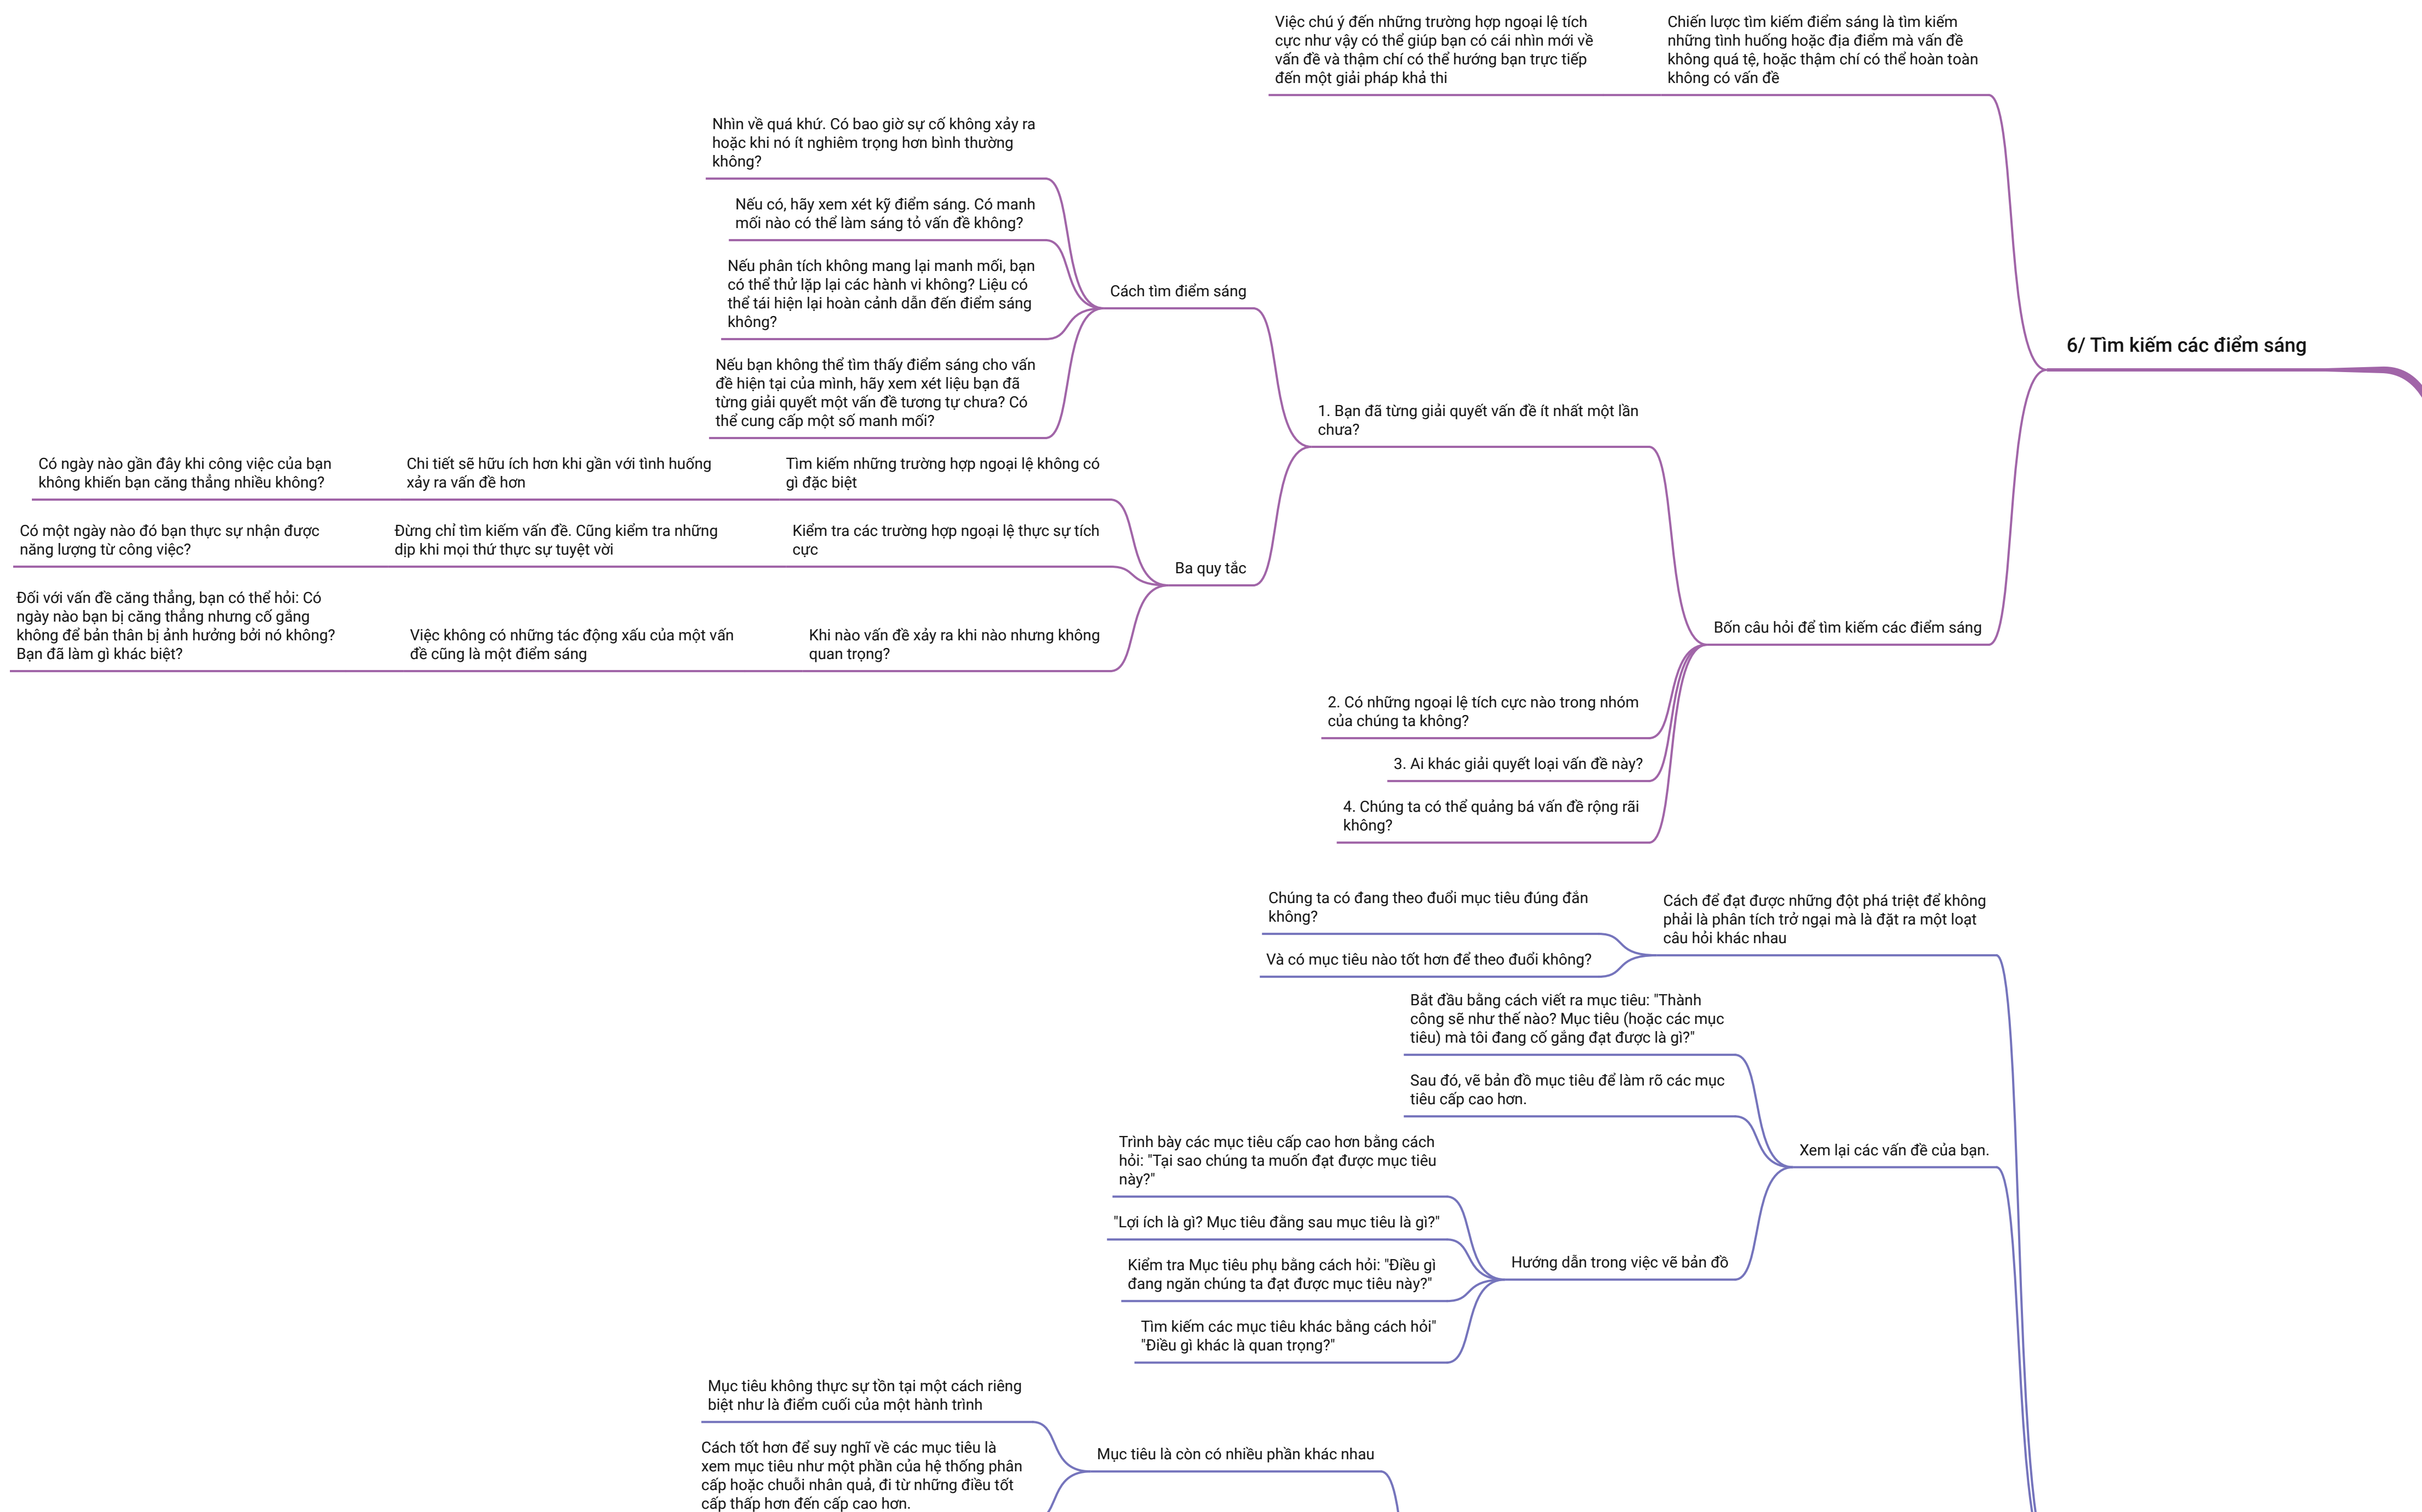 6/ Tìm kiếm các điểm sáng
Chiến lược tìm kiếm điểm sáng là tìm kiếm
những tình huống hoặc địa điểm mà vấn đề
không quá tệ, hoặc thậm chí có thể hoàn toàn
không có vấn đề
Việc chú ý đến những trường hợp ngoại lệ tích
cực như vậy có thể giúp bạn có cái nhìn mới về
vấn đề và thậm chí có thể hướng bạn trực tiếp
đến một giải pháp khả thi
Bốn câu hỏi để tìm kiếm các điểm sáng
1. Bạn đã từng giải quyết vấn đề ít nhất một lần
chưa?
Cách tìm điểm sáng
Nhìn về quá khứ. Có bao giờ sự cố không xảy ra
hoặc khi nó ít nghiêm trọng hơn bình thường
không?
Nếu có, hãy xem xét kỹ điểm sáng. Có manh
mối nào có thể làm sáng tỏ vấn đề không?
Nếu phân tích không mang lại manh mối, bạn
có thể thử lặp lại các hành vi không? Liệu có
thể tái hiện lại hoàn cảnh dẫn đến điểm sáng
không?
Nếu bạn không thể tìm thấy điểm sáng cho vấn
đề hiện tại của mình, hãy xem xét liệu bạn đã
từng giải quyết một vấn đề tương tự chưa? Có
thể cung cấp một số manh mối?
Ba quy tắc
Tìm kiếm những trường hợp ngoại lệ không có
gì đặc biệt
Chi tiết sẽ hữu ích hơn khi gần với tình huống
xảy ra vấn đề hơn
Có ngày nào gần đây khi công việc của bạn
không khiến bạn căng thẳng nhiều không?
Kiểm tra các trường hợp ngoại lệ thực sự tích
cực
Đừng chỉ tìm kiếm vấn đề. Cũng kiểm tra những
dịp khi mọi thứ thực sự tuyệt vời
Có một ngày nào đó bạn thực sự nhận được
năng lượng từ công việc?
Khi nào vấn đề xảy ra khi nào nhưng không
quan trọng?
Việc không có những tác động xấu của một vấn
đề cũng là một điểm sáng
Đối với vấn đề căng thẳng, bạn có thể hỏi: Có
ngày nào bạn bị căng thẳng nhưng cố gắng
không để bản thân bị ảnh hưởng bởi nó không?
Bạn đã làm gì khác biệt?
2. Có những ngoại lệ tích cực nào trong nhóm
của chúng ta không?
3. Ai khác giải quyết loại vấn đề này?
4. Chúng ta có thể quảng bá vấn đề rộng rãi
không?
Cách để đạt được những đột phá triệt để không
phải là phân tích trở ngại mà là đặt ra một loạt
câu hỏi khác nhau
Chúng ta có đang theo đuổi mục tiêu đúng đắn
không?
Và có mục tiêu nào tốt hơn để theo đuổi không?
Xem lại các vấn đề của bạn.
Bắt đầu bằng cách viết ra mục tiêu: "Thành
công sẽ như thế nào? Mục tiêu (hoặc các mục
tiêu) mà tôi đang cố gắng đạt được là gì?"
Sau đó, vẽ bản đồ mục tiêu để làm rõ các mục
tiêu cấp cao hơn.
Hướng dẫn trong việc vẽ bản đồ
Trình bày các mục tiêu cấp cao hơn bằng cách
hỏi: "Tại sao chúng ta muốn đạt được mục tiêu
này?"
"Lợi ích là gì? Mục tiêu đằng sau mục tiêu là gì?"
Kiểm tra Mục tiêu phụ bằng cách hỏi: "Điều gì
đang ngăn chúng ta đạt được mục tiêu này?"
Tìm kiếm các mục tiêu khác bằng cách hỏi"
"Điều gì khác là quan trọng?"
Mục tiêu là còn có nhiều phần khác nhau
Mục tiêu không thực sự tồn tại một cách riêng
biệt như là điểm cuối của một hành trình
Cách tốt hơn để suy nghĩ về các mục tiêu là
xem mục tiêu như một phần của hệ thống phân
cấp hoặc chuỗi nhân quả, đi từ những điều tốt
cấp thấp hơn đến cấp cao hơn.